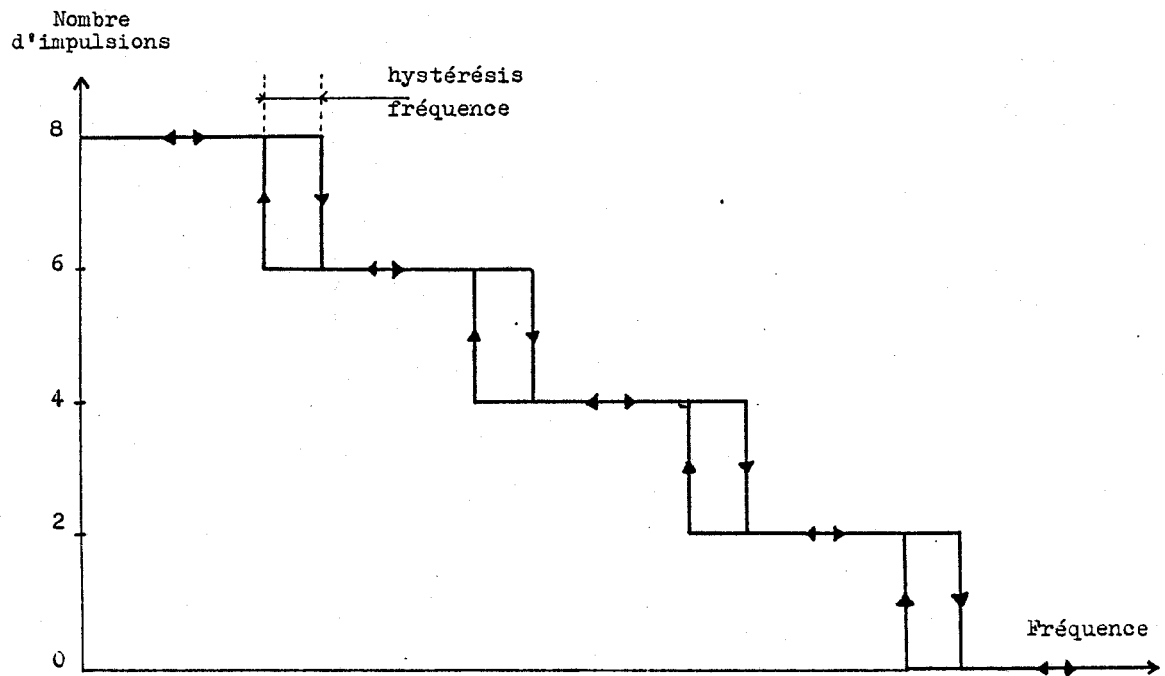 Nombre
d'impulsions
hystérésis
fréquence
8
6
4
2
0
Fréquence